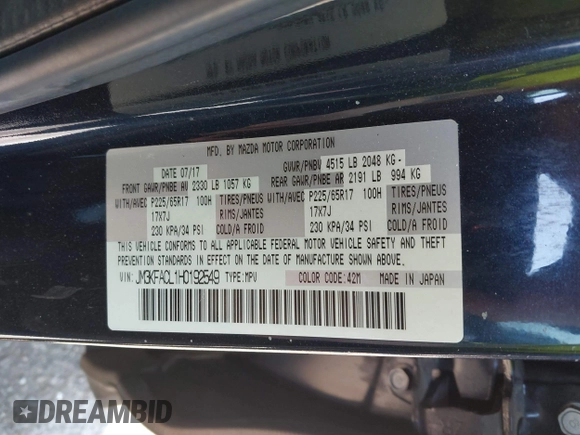 MFD. BY MAZDA MOTOR CORPORATION
DATE 07/17 GVWR/PNBV 4515 LB 2048 KG
FRONT GAWR/PNBE AV 2330 LB 1057 KG REAR GAWR/PNBE AR 2191 LB 994 KG
WITH/AVEC P225/65R17 100H TIRES/PNEUS WITH/AVEC P225/65R17 100H TIRES/PNEUS
17X7J RIMS/JANTES 17X7J RIMS/JANTES
230 KPA/34 PSI COLD/A FROID 230 KPA/34 PSI COLD/A FROID
THIS VEHICLE CONFORMS TO ALL APPLICABLE FEDERAL MOTOR VEHICLE SAFETY AND THEFT
PREVENTION STANDARDS IN EFFECT ON THE DATE OF MANUFACTURE SHOWN ABOVE.
VIN: JM3KFACL1H0192549 TYPE: MPV COLOR CODE: 42M MADE IN JAPAN
DREAMBID